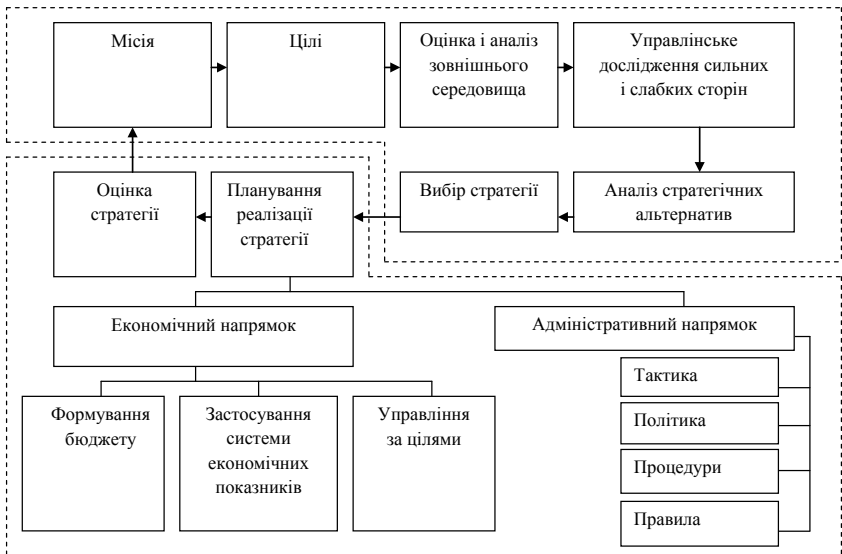 Місія
Цілі
Оцінка і аналіз
зовнішнього
середовища
Управлінське
дослідження сильних
і слабких сторін
Оцінка
стратегії
Планування
реалізації
стратегії
Вибір стратегії
Аналіз стратегічних
альтернатив
Економічний напрямок
Адміністративний напрямок
Формування
бюджету
Застосування
системи
економічних
показників
Управління
за цілями
Тактика
Політика
Процедури
Правила